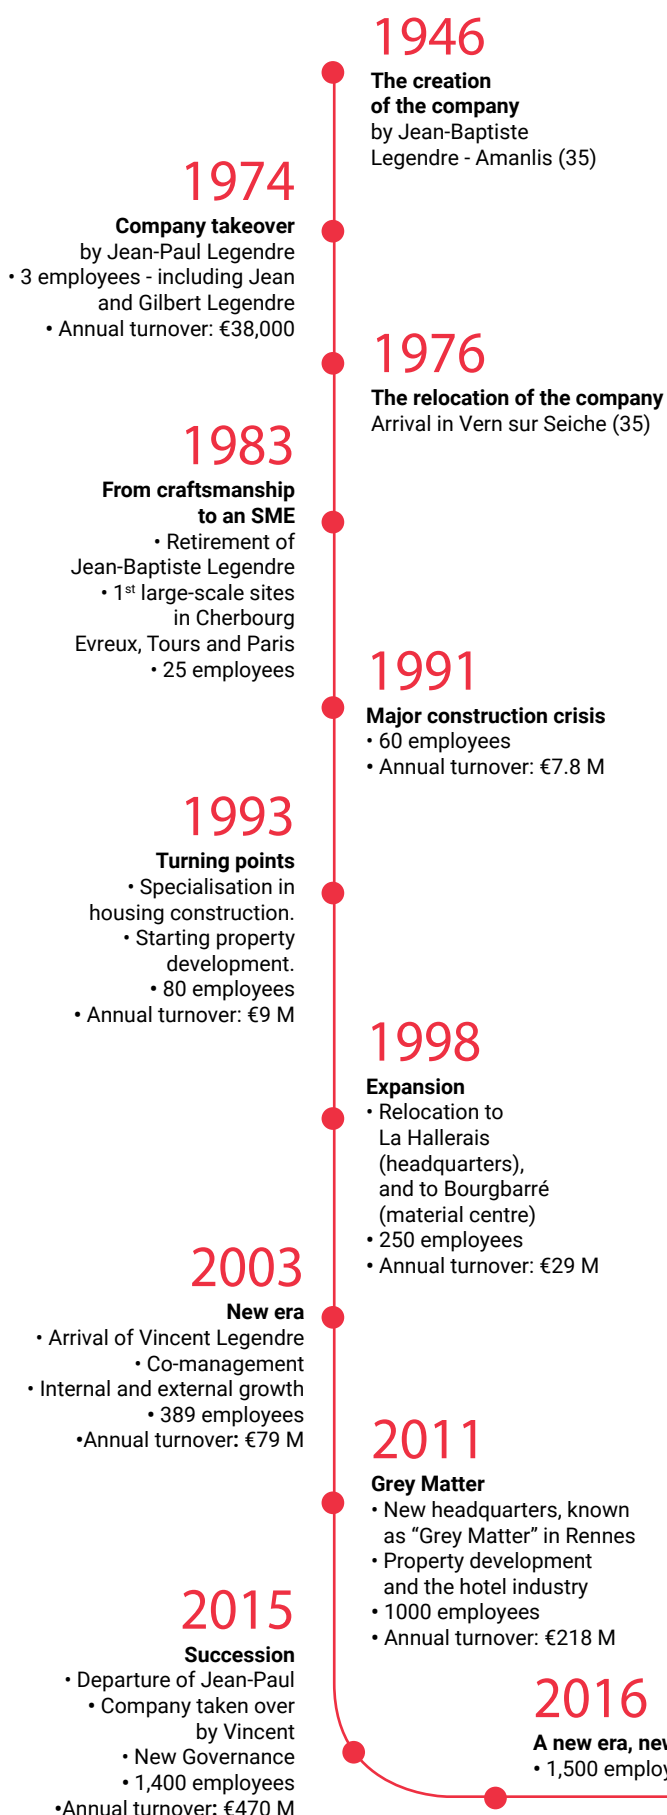 1946
The creation
of the company
by Jean-Baptiste
Legendre - Amanlis (35)
1974
Company takeover
by Jean-Paul Legendre
• 3 employees - including Jean
and Gilbert Legendre
• Annual turnover: €38,000
1976
The relocation of the company
Arrival in Vern sur Seiche (35)
1983
From craftsmanship
to an SME
• Retirement of
Jean-Baptiste Legendre
• 1st large-scale sites
in Cherbourg
Evreux, Tours and Paris
• 25 employees
1991
Major construction crisis
• 60 employees
• Annual turnover: €7.8 M
1993
Turning points
• Specialisation in
housing construction.
• Starting property
development.
• 80 employees
• Annual turnover: €9 M
1998
Expansion
• Relocation to
La Hallerais
(headquarters),
and to Bourgbarré
(material centre)
• 250 employees
• Annual turnover: €29 M
2003
New era
• Arrival of Vincent Legendre
• Co-management
• Internal and external growth
• 389 employees
•Annual turnover: €79 M
2011
Grey Matter
• New headquarters, known
as “Grey Matter” in Rennes
• Property development
and the hotel industry
• 1000 employees
• Annual turnover: €218 M
2015
Succession
• Departure of Jean-Paul
• Company taken over
by Vincent
• New Governance
• 1,400 employees
•Annual turnover: €470 M
2016
A new era,
• 1,500